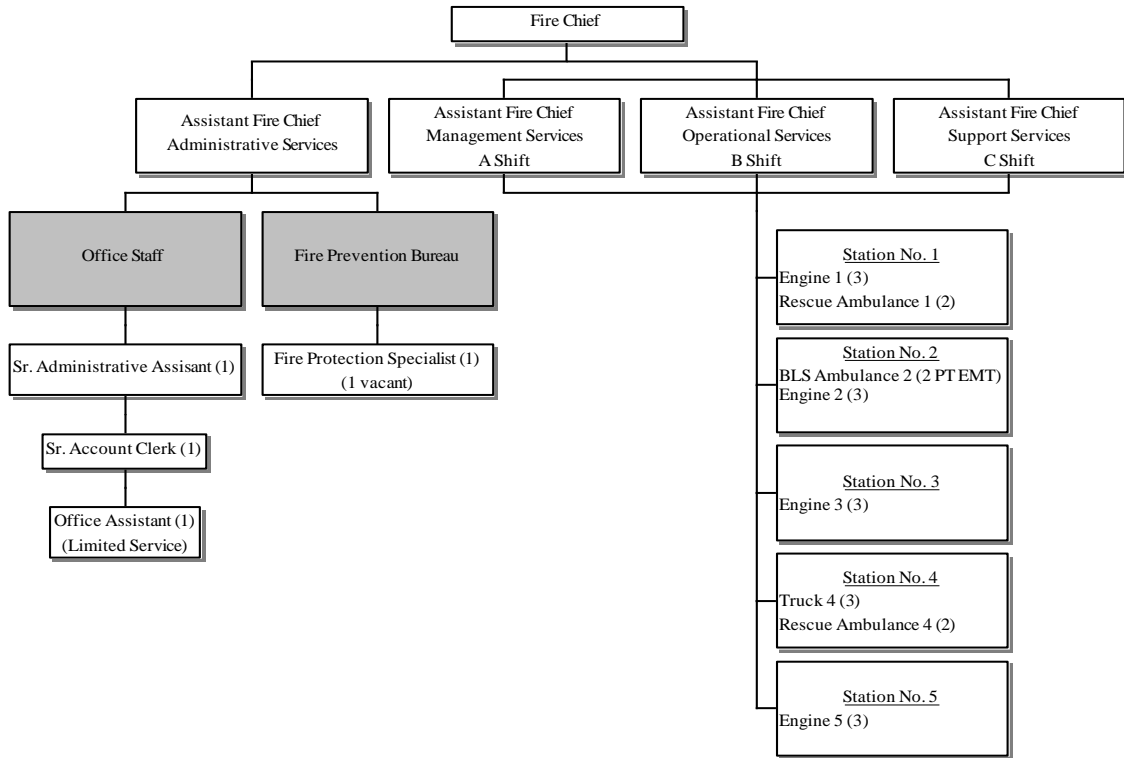 Fire Chief
Assistant Fire Chief
Administrative Services
Assistant Fire Chief
Management Services
A Shift
Assistant Fire Chief
Operational Services
B Shift
Assistant Fire Chief
Support Services
C Shift
Office Staff
Fire Prevention Bureau
Sr. Administrative Assisant (1)
Fire Protection Specialist (1)
(1 vacant)
Sr. Account Clerk (1)
Office Assistant (1)
(Limited Service)
Station No. 1
Engine 1 (3)
Rescue Ambulance 1 (2)
Station No. 2
BLS Ambulance 2 (2 PT EMT)
Engine 2 (3)
Station No. 3
Engine 3 (3)
Station No. 4
Truck 4 (3)
Rescue Ambulance 4 (2)
Station No. 5
Engine 5 (3)